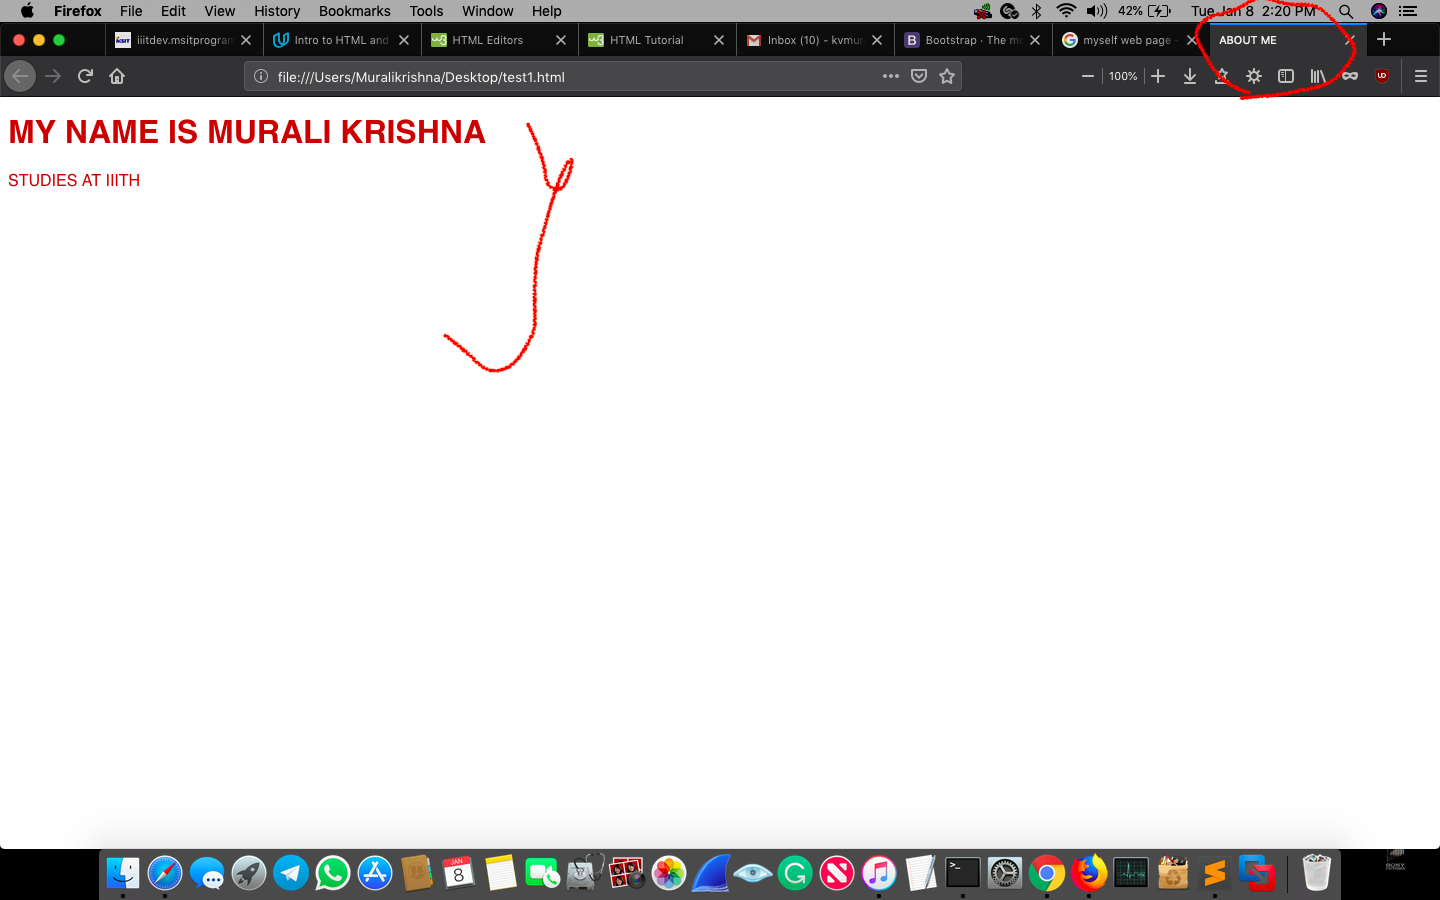 Firefox File Edit View History Bookmarks Tools Window Help 42% Tue Jan 8 2:20 PM
iiitdev.msitprogram Intro to HTML and HTML Editors HTML Tutorial Inbox (10) - kvmur Bootstrap · The mo myself web page - ABOUT ME
file:///Users/Muralikrishna/Desktop/test1.html 100%
MY NAME IS MURALI KRISHNA
STUDIES AT IIITH
JAN
8